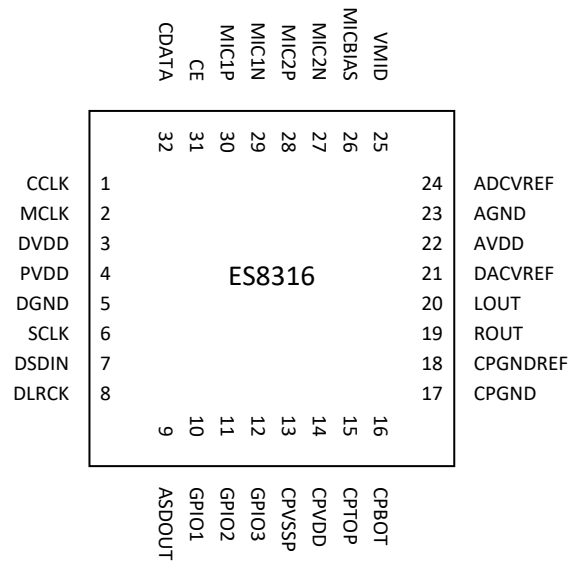 CDATA
CE
MIC1P
MIC1N
MIC2P
MIC2N
MICBIAS
VMID
32
31
30
29
28
27
26
25
CCLK 1
MCLK 2
DVDD 3
PVDD 4
DGND 5
SCLK 6
DSDIN 7
DLRCK 8
ES8316
24 ADCVREF
23 AGND
22 AVDD
21 DACVREF
20 LOUT
19 ROUT
18 CPGNDREF
17 CPGND
9
10
11
12
13
14
15
16
ASDOUT
GPIO1
GPIO2
GPIO3
CPVSSP
CPVDD
CPTOP
CPBOT